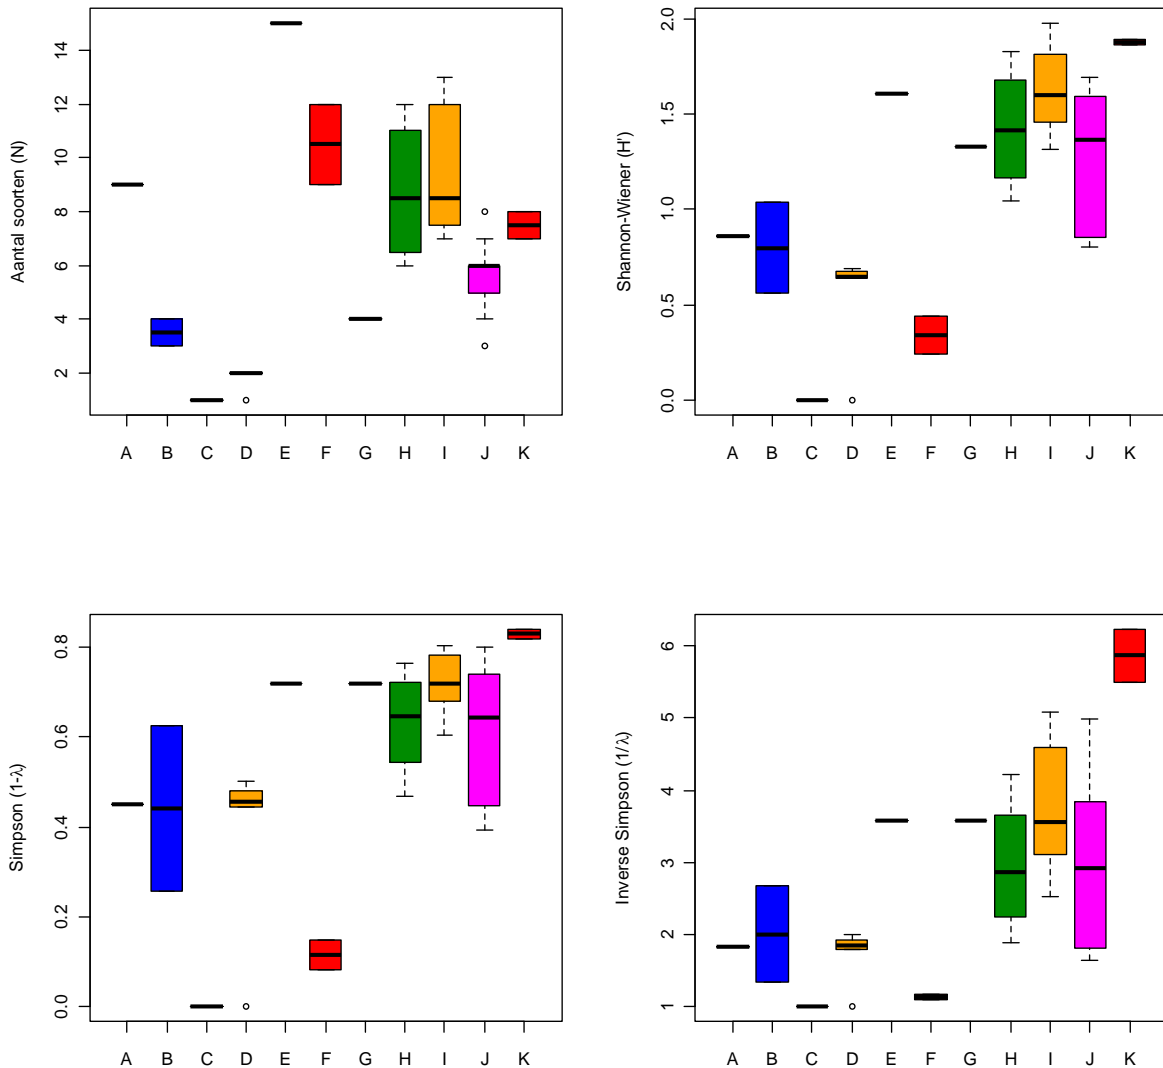 Aantal soorten (N)
14
12
10
8
6
4
2
A B C D E F G H I J K
Shannon-Wiener (H')
2.0
1.5
1.0
0.5
0.0
A B C D E F G H I J K
Simpson (1-λ)
0.8
0.6
0.4
0.2
0.0
A B C D E F G H I J K
Inverse Simpson (1/λ)
6
5
4
3
2
1
A B C D E F G H I J K